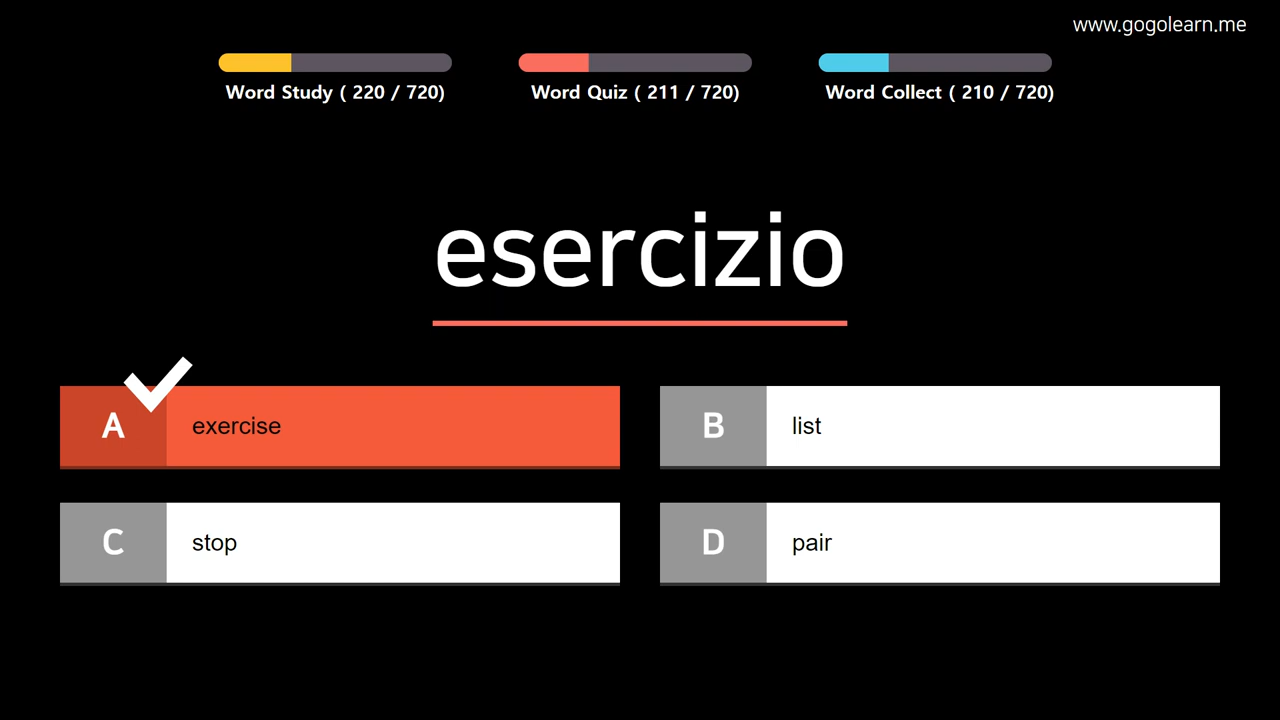 www.gogolearn.me
Word Study ( 220 / 720)
Word Quiz ( 211 / 720)
Word Collect ( 210 / 720)
esercizio
A exercise
B list
C stop
D pair